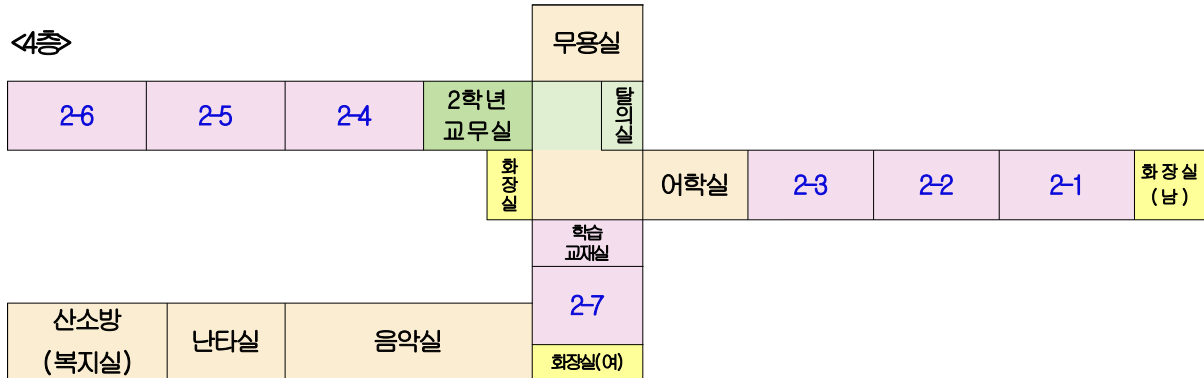 <4층>
무용실
2-6
2-5
2-4
2학년
교무실
탈의실
화장실
어학실
2-3
2-2
2-1
화장실
(남)
학습
교재실
2-7
산소방
(복지실)
난타실
음악실
화장실(여)